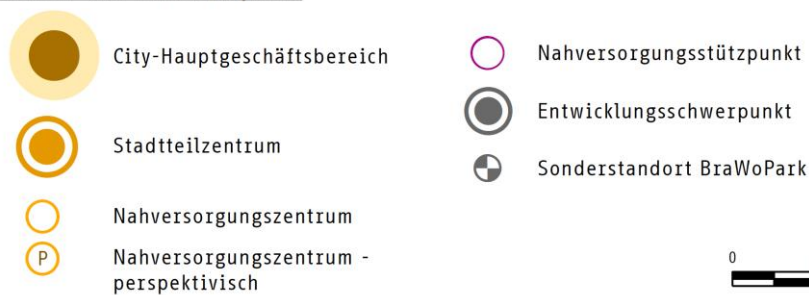 City-Hauptgeschäftsbereich
Stadtteilzentrum
Nahversorgungszentrum
P Nahversorgungszentrum -
perspektivisch
Nahversorgungsstützpunkt
Entwicklungsschwerpunkt
Sonderstandort BraWoPark
0